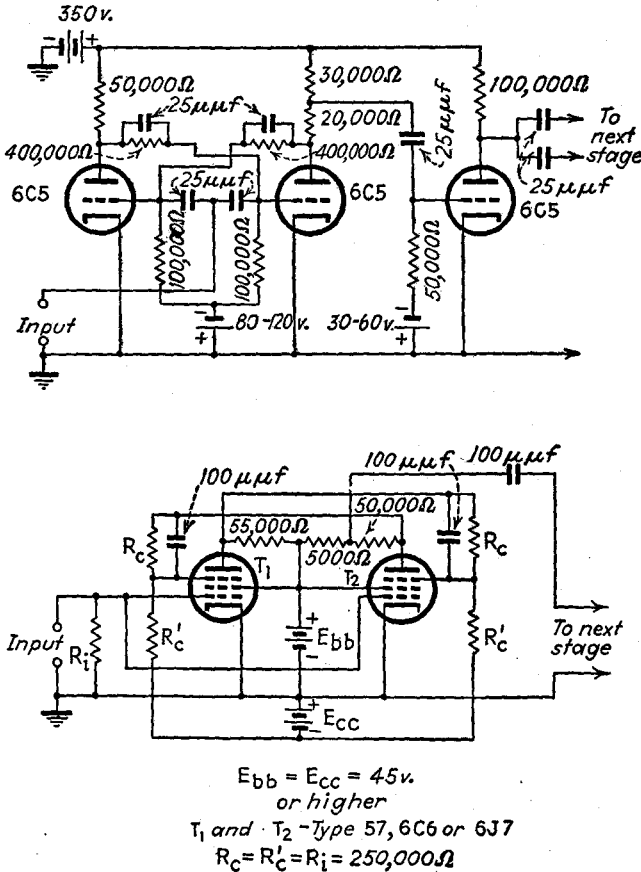 350v.
- +
50,000Ω
30,000Ω
100,000Ω
25μμf
20,000Ω
25μμf
To next stage
400,000Ω
400,000Ω
25μμf
6C5
25μμf
6C5
6C5
100,000Ω
100,000Ω
50,000Ω
Input
-
80-120v.
+
30-60v.
-
+
100μμf
100μμf
100μμf
55,000Ω
50,000Ω
5000Ω
Rc
T1
T2
Rc
Input
Ri
R'c
+
Ebb
-
R'c
To next stage
+
Ecc
-
Ebb = Ecc = 45v.
or higher
T1 and T2 - Type 57, 6C6 or 6J7
Rc = R'c = Ri = 250,000Ω